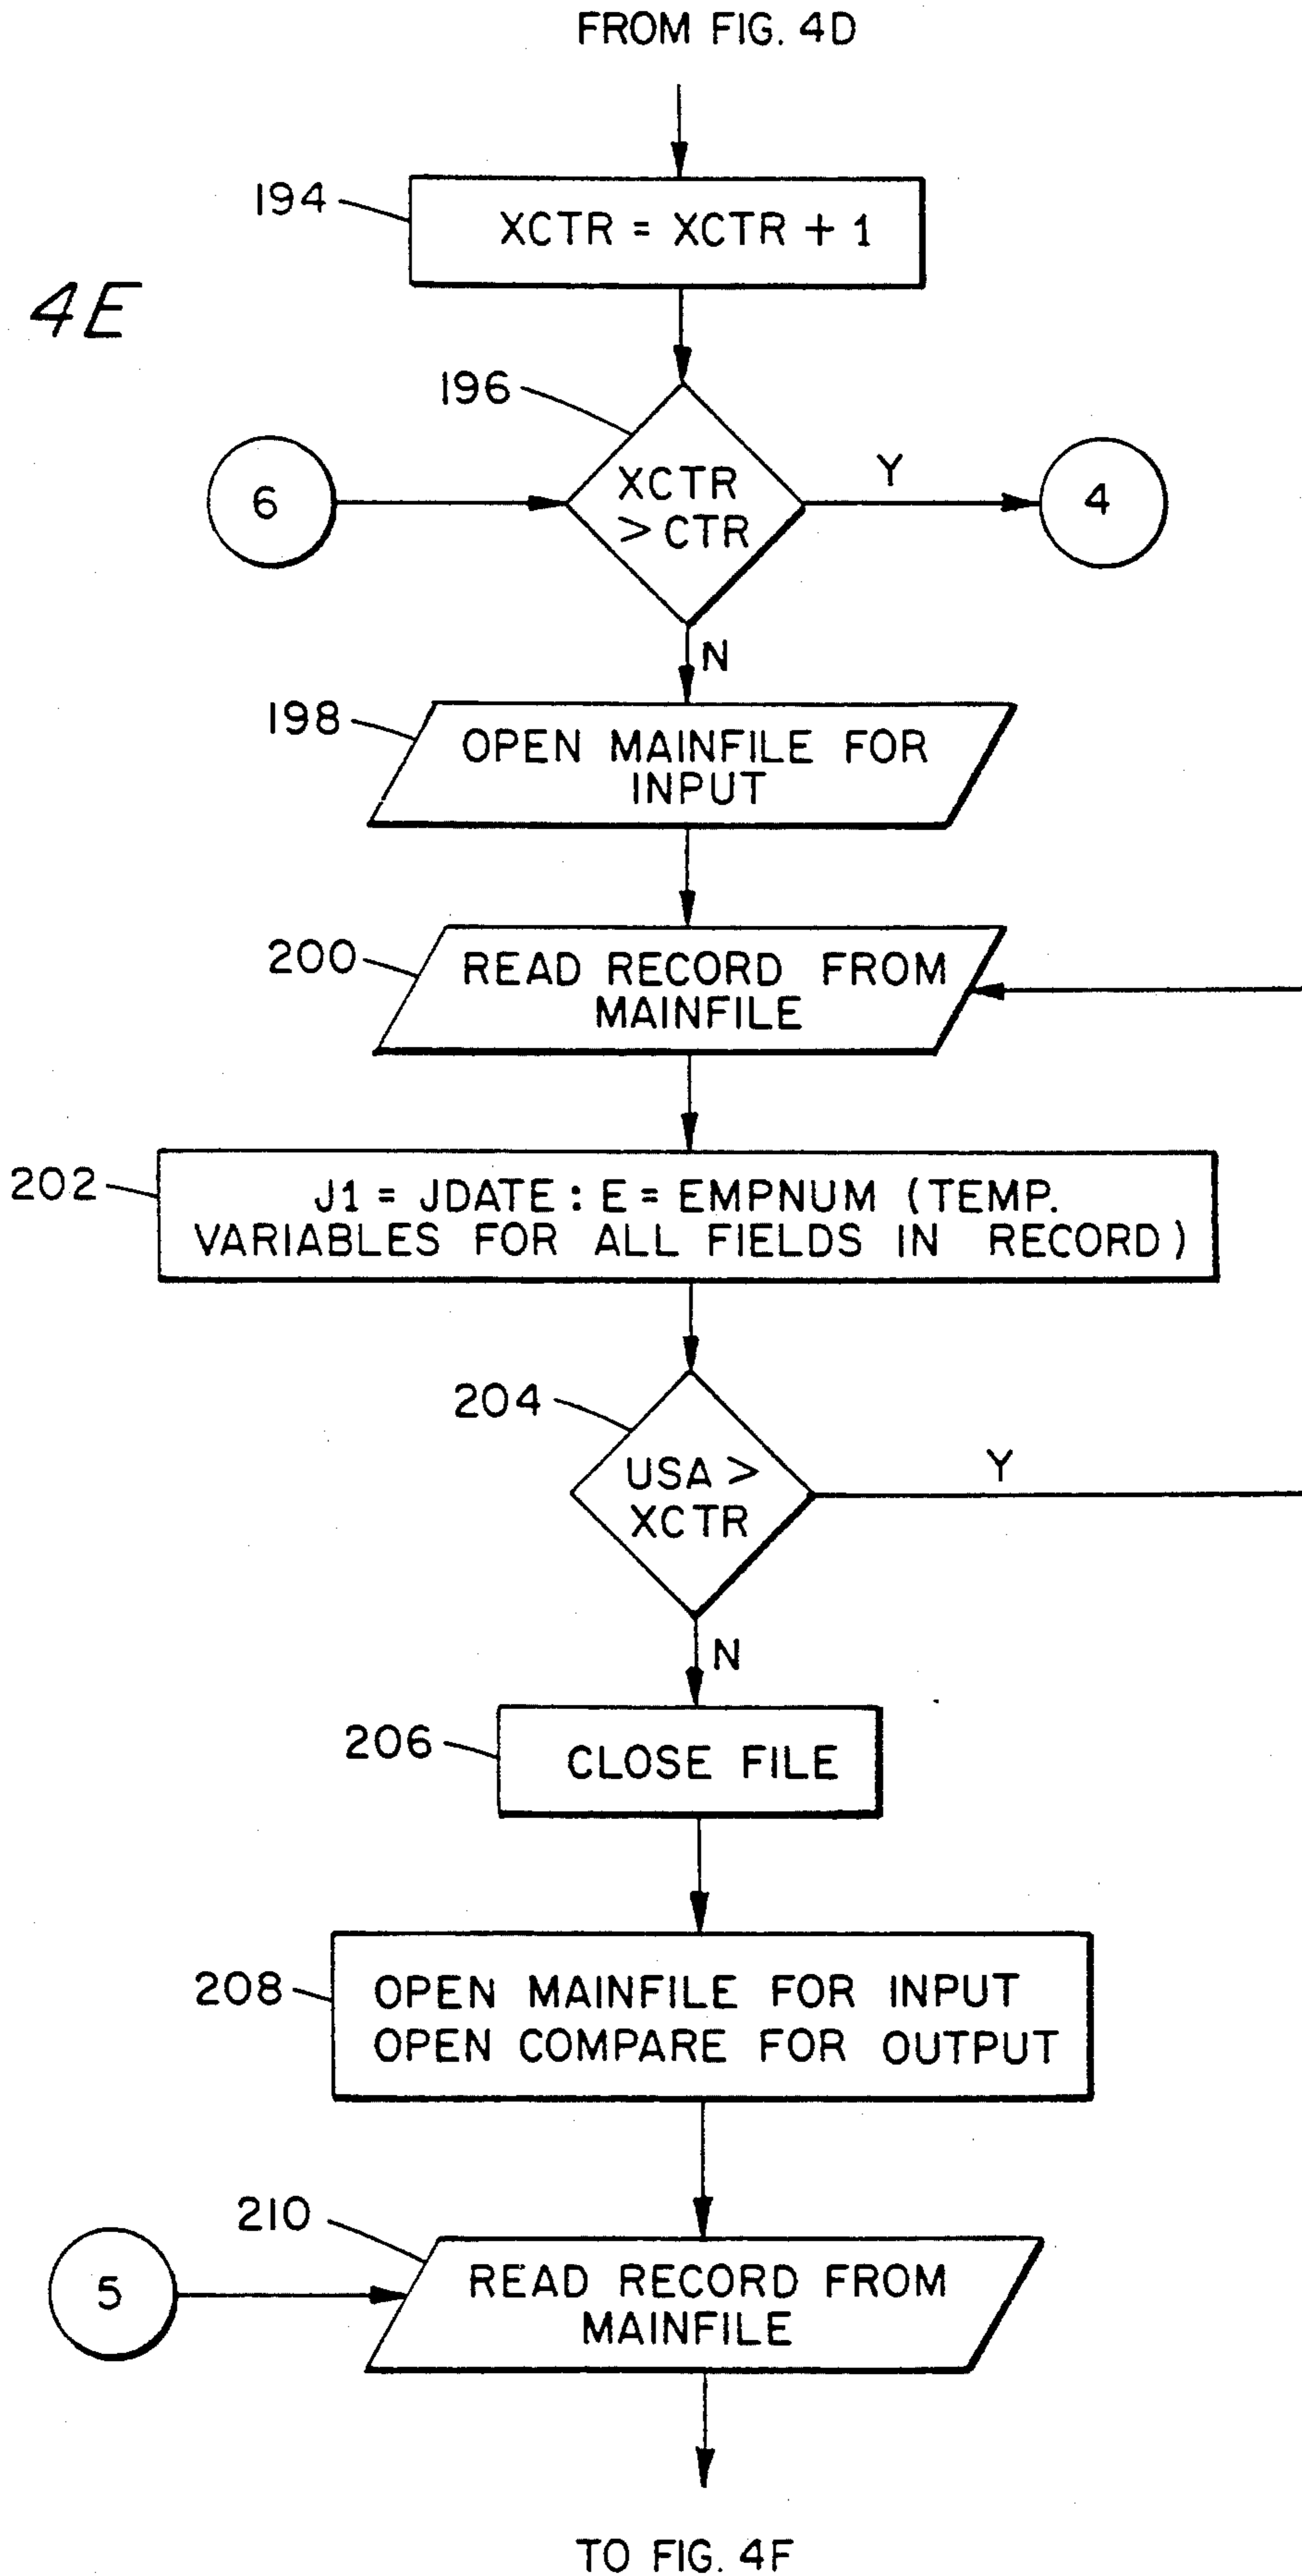 FROM FIG. 4D
194
XCTR = XCTR + 1
4E
196
6
XCTR
> CTR
Y
4
N
198
OPEN MAINFILE FOR
INPUT
200
READ RECORD FROM
MAINFILE
202
J1 = JDATE : E = EMPNUM (TEMP.
VARIABLES FOR ALL FIELDS IN RECORD)
204
USA >
XCTR
Y
N
206
CLOSE FILE
208
OPEN MAINFILE FOR INPUT
OPEN COMPARE FOR OUTPUT
210
5
READ RECORD FROM
MAINFILE
TO FIG. 4F